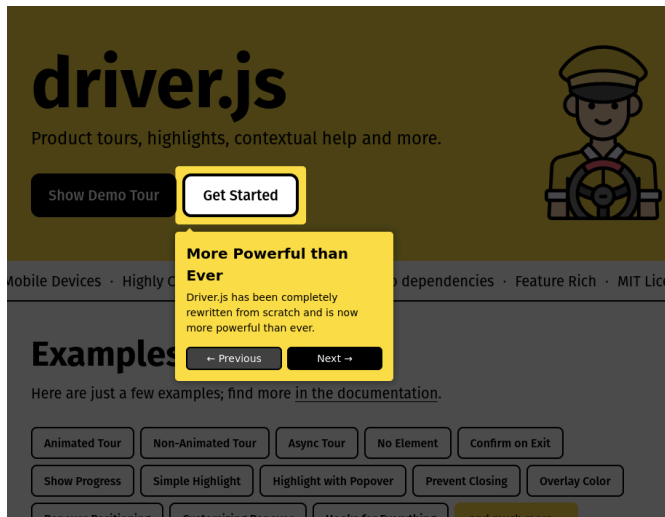 driver.js
Product tours, highlights, contextual help and more.
Show Demo Tour
Get Started
More Powerful than
Ever
Driver.js has been completely
rewritten from scratch and is now
more powerful than ever.
← Previous
Next →
Mobile Devices · Highly
dependencies · Feature Rich · MIT
Examples
Here are just a few examples; find more in the documentation.
Animated Tour
Non-Animated Tour
Async Tour
No Element
Confirm on Exit
Show Progress
Simple Highlight
Highlight with Popover
Prevent Closing
Overlay Color